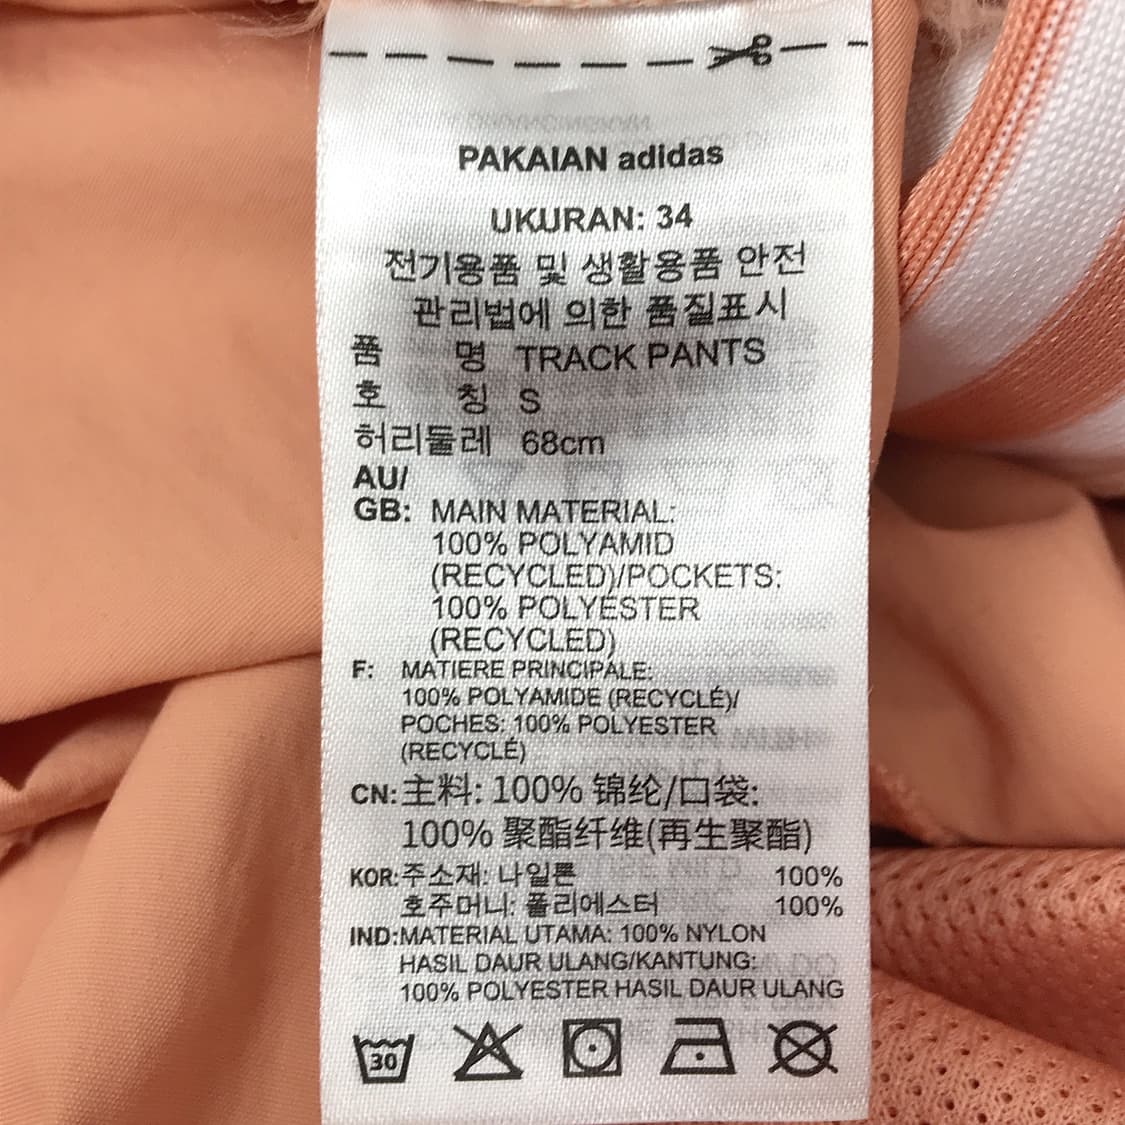 PAKAIAN adidas
UKURAN: 34
전기용품 및 생활용품 안전
관리법에 의한 품질표시
품 명 TRACK PANTS
호 칭 S
허리둘레 68cm
AU/
GB: MAIN MATERIAL:
100% POLYAMID
(RECYCLED)/POCKETS:
100% POLYESTER
(RECYCLED)
F: MATIERE PRINCIPALE:
100% POLYAMIDE (RECYCLÉ)/
POCHES: 100% POLYESTER
(RECYCLÉ)
CN:主料: 100% 锦纶/口袋:
100% 聚酯纤维(再生聚酯)
KOR:주소재: 나일론 100%
호주머니: 폴리에스터 100%
IND:MATERIAL UTAMA: 100% NYLON
HASIL DAUR ULANG/KANTUNG:
100% POLYESTER HASIL DAUR ULANG
30